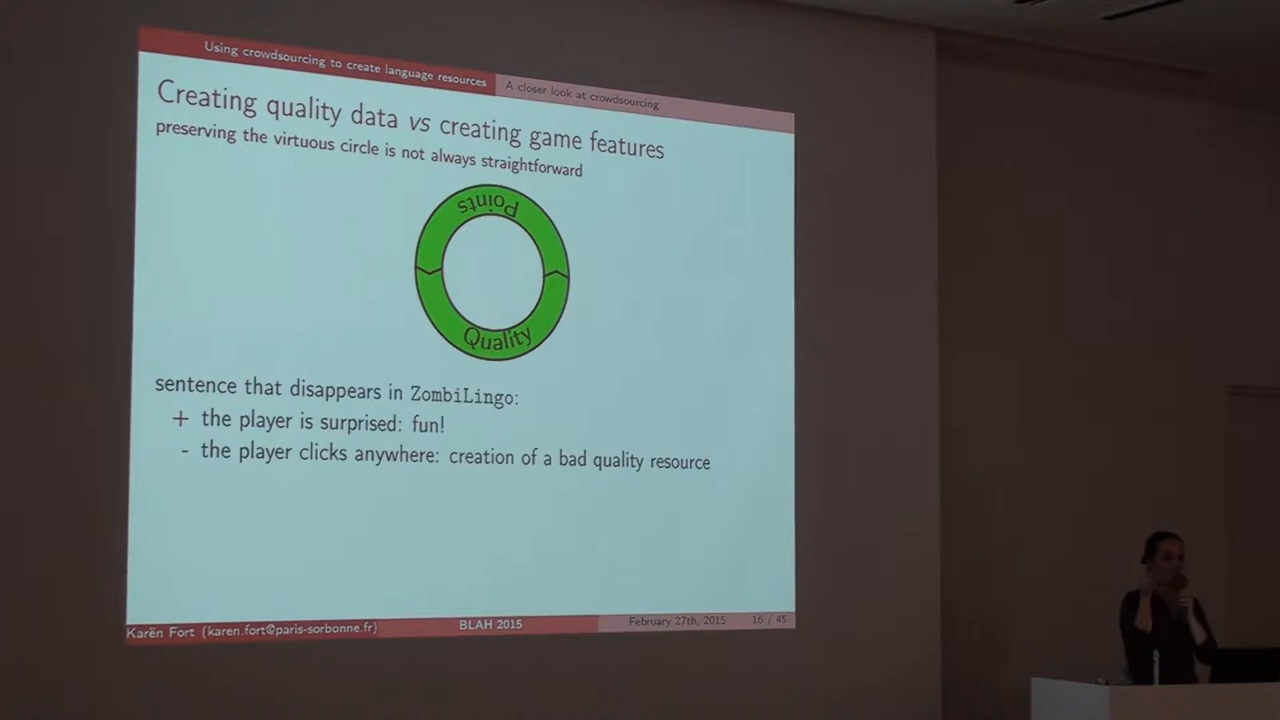 Using crowdsourcing to create language resources
A closer look at crowdsourcing
Creating quality data vs creating game features
preserving the virtuous circle is not always straightforward
Points
Quality
sentence that disappears in ZombiLingo:
+ the player is surprised: fun!
- the player clicks anywhere: creation of a bad quality resource
Karën Fort (karen.fort@paris-sorbonne.fr)
BLAH 2015
February 27th, 2015
16 / 45